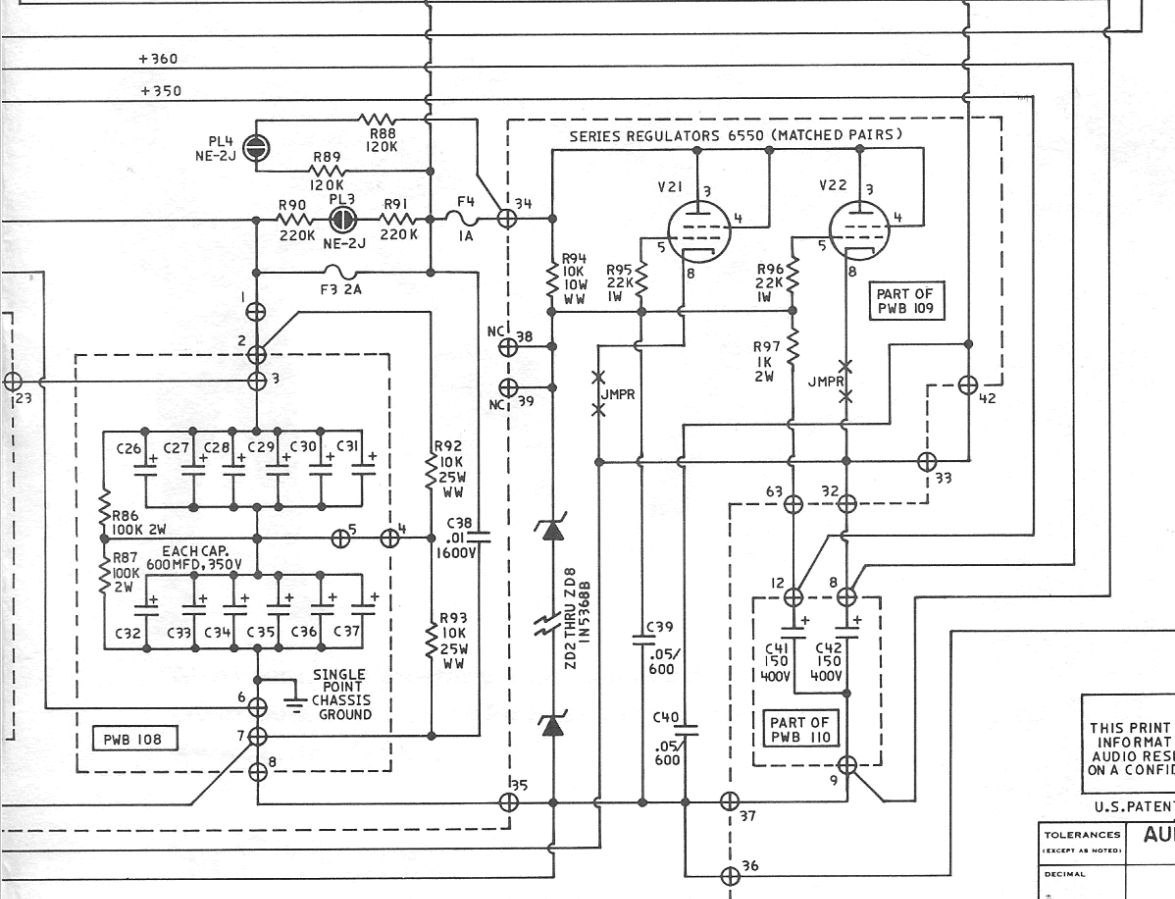 +360
+350
PL4
NE-2J
R88
120K
R89
120K
R90
220K
PL3
NE-2J
R91
220K
F4
1A
34
F3 2A
SERIES REGULATORS 6550 (MATCHED PAIRS)
V21
3
4
5
8
V22
3
4
5
8
R94
10K
10W
WW
R95
22K
1W
R96
22K
1W
PART OF
PWB 109
1
2
3
23
NC
38
NC
39
R97
1K
2W
JMPR
JMPR
42
33
C26 +
C27 +
C28 +
C29 +
C30 +
C31 +
R92
10K
25W
WW
R86
100K 2W
5
4
C38
.01
1600V
63
32
EACH CAP.
600MFD,350V
R87
100K
2W
C32 +
C33 +
C34 +
C35 +
C36 +
C37 +
R93
10K
25W
WW
ZD2 THRU ZD8
1N5368B
12
8
C39
.05/
600
C41 +
150
400V
C42 +
150
400V
SINGLE
POINT
CHASSIS
GROUND
6
7
8
PWB 108
C40
.05/
600
PART OF
PWB 110
9
35
37
36
THIS PRINT
INFORMAT
AUDIO RESE
ON A CONFID
U.S.PATENT
TOLERANCES
(EXCEPT AS NOTED)
AU
DECIMAL